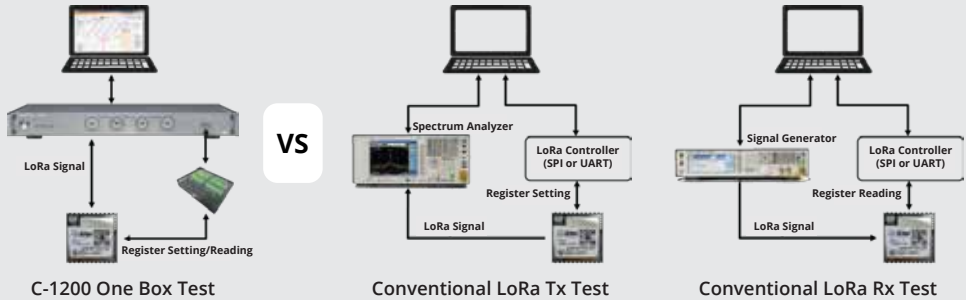 LoRa Signal
Register Setting/Reading
C-1200 One Box Test
VS
Spectrum Analyzer
LoRa Controller
(SPI or UART)
Register Setting
LoRa Signal
Conventional LoRa Tx Test
Signal Generator
LoRa Controller
(SPI or UART)
Register Reading
LoRa Signal
Conventional LoRa Rx Test